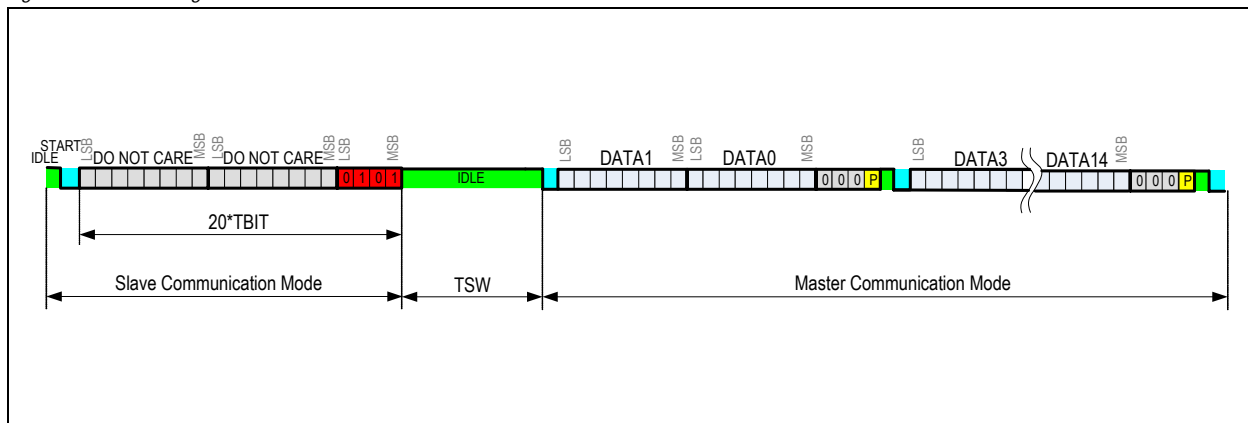 START
IDLE
LSB DO NOT CARE MSB LSB DO NOT CARE MSB LSB MSB LSB DATA1 MSB LSB DATA0 MSB LSB DATA3 DATA14 MSB
0 1 0 1 IDLE 0 0 0 P 0 0 0 P
20*TBIT
Slave Communication Mode TSW Master Communication Mode